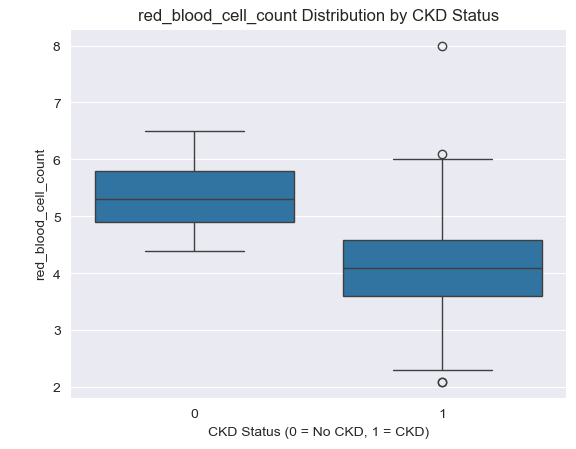 red_blood_cell_count Distribution by CKD Status
8
7
6
5
4
3
2
red_blood_cell_count
0 1
CKD Status (0 = No CKD, 1 = CKD)